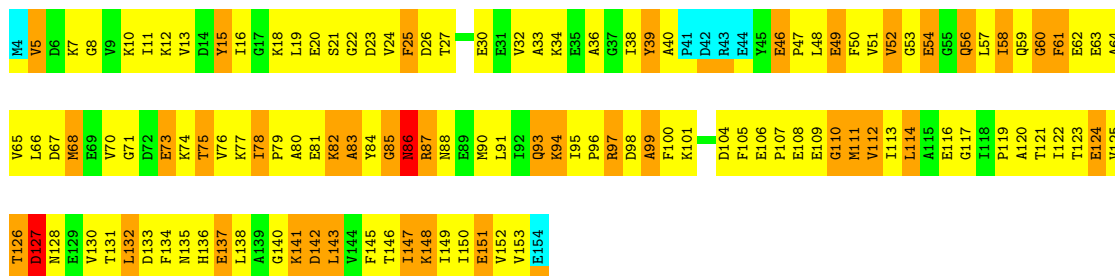 M4 V5 D6 K7 G8 V9 K10 I11 K12 V13 D14 Y15 I16 G17 K18 L19 E20 S21 G22 D23 V24 F25 D26 T27 E30 E31 V32 A33 K34 E35 A36 G37 I38 Y39 A40 P41 D42 R43 E44 Y45 E46 P47 L48 E49 F50 V51 V52 G53 E54 G55 Q56 L57 I58 Q59 G60 F61 E62 E63 A64
V65 L66 D67 M68 E69 V70 G71 D72 E73 K74 T75 V76 K77 I78 P79 A80 E81 K82 A83 Y84 G85 N86 R87 N88 E89 M90 L91 I92 Q93 K94 I95 P96 R97 D98 A99 F100 K101 D104 F105 E106 P107 E108 E109 G110 M111 V112 I113 L114 A115 E116 G117 I118 P119 A120 T121 I122 T123 E124 V125
T126 D127 N128 E129 V130 T131 L132 D133 F134 N135 H136 E137 L138 A139 G140 K141 D142 L143 V144 F145 T146 I147 K148 I149 I150 E151 V152 V153 E154